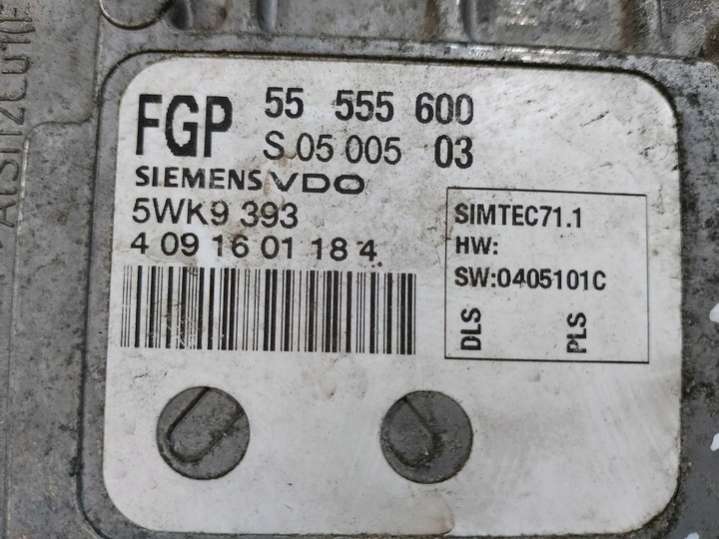 FGP 55 555 600
S 05 005 03
SIEMENS VDO
5WK9 393
4 09 16 01 18 4
SIMTEC71.1
HW:
SW:0405101C
DLS
PLS